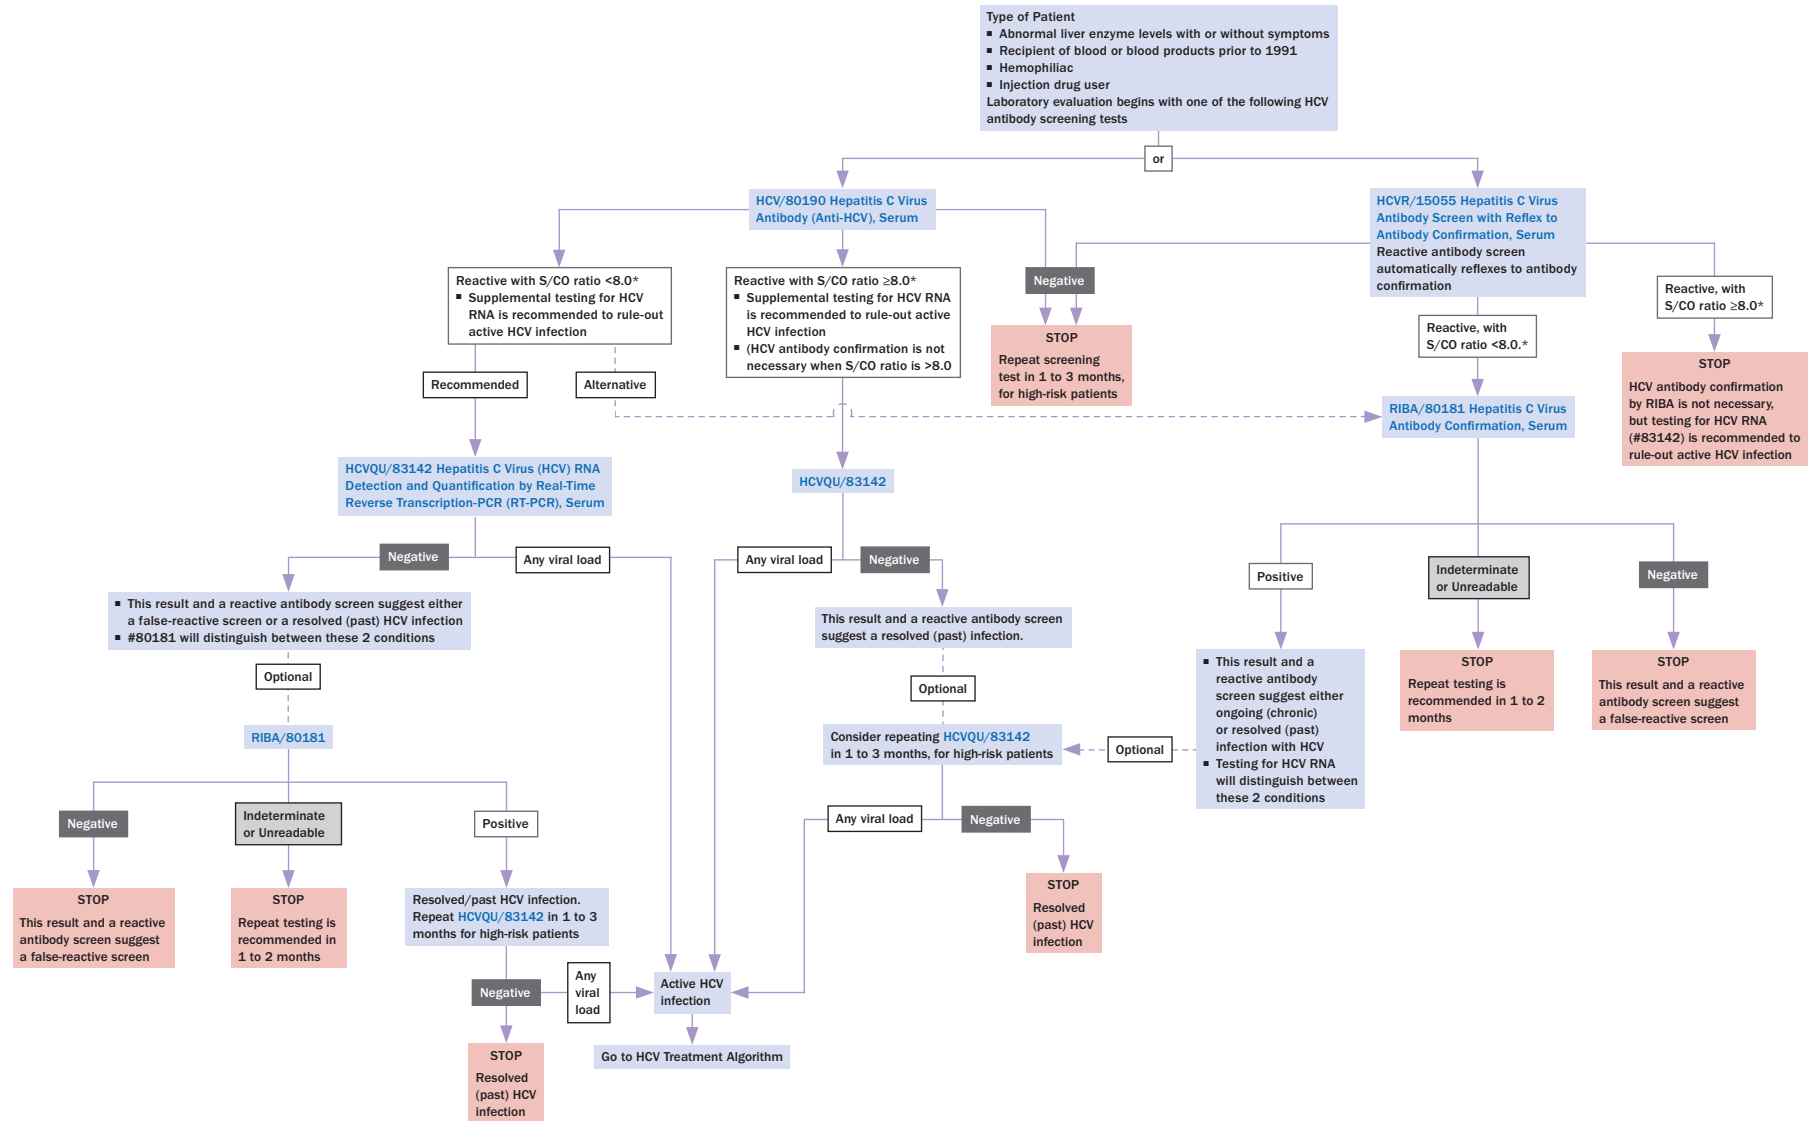 Type of Patient
▪ Abnormal liver enzyme levels with or without symptoms
▪ Recipient of blood or blood products prior to 1991
▪ Hemophiliac
▪ Injection drug user
Laboratory evaluation begins with one of the following HCV
antibody screening tests
or
HCV/80190 Hepatitis C Virus
Antibody (Anti-HCV), Serum
HCVR/15055 Hepatitis C Virus
Antibody Screen with Reflex to
Antibody Confirmation, Serum
Reactive antibody screen
automatically reflexes to antibody
confirmation
Reactive with S/CO ratio <8.0*
▪ Supplemental testing for HCV
RNA is recommended to rule-out
active HCV infection
Reactive with S/CO ratio ≥8.0*
▪ Supplemental testing for HCV RNA
is recommended to rule-out active
HCV infection
▪ (HCV antibody confirmation is not
necessary when S/CO ratio is >8.0
Negative
STOP
Repeat screening
test in 1 to 3 months,
for high-risk patients
Reactive, with
S/CO ratio <8.0.*
Reactive, with
S/CO ratio ≥8.0*
STOP
HCV antibody confirmation
by RIBA is not necessary,
but testing for HCV RNA
(#83142) is recommended to
rule-out active HCV infection
Recommended
Alternative
RIBA/80181 Hepatitis C Virus
Antibody Confirmation, Serum
HCVQU/83142 Hepatitis C Virus (HCV) RNA
Detection and Quantification by Real-Time
Reverse Transcription-PCR (RT-PCR), Serum
HCVQU/83142
Negative
Any viral load
Any viral load
Negative
Positive
Indeterminate
or Unreadable
Negative
▪ This result and a reactive antibody screen suggest either
a false-reactive screen or a resolved (past) HCV infection
▪ #80181 will distinguish between these 2 conditions
This result and a reactive antibody screen
suggest a resolved (past) infection.
▪ This result and a
reactive antibody
screen suggest either
ongoing (chronic)
or resolved (past)
infection with HCV
▪ Testing for HCV RNA
will distinguish between
these 2 conditions
STOP
Repeat testing is
recommended in 1 to 2
months
STOP
This result and a reactive
antibody screen suggest
a false-reactive screen
Optional
Optional
RIBA/80181
Consider repeating HCVQU/83142
in 1 to 3 months, for high-risk patients
Optional
Negative
Indeterminate
or Unreadable
Positive
Any viral load
Negative
STOP
This result and a reactive
antibody screen suggest
a false-reactive screen
STOP
Repeat testing is
recommended in
1 to 2 months
Resolved/past HCV infection.
Repeat HCVQU/83142 in 1 to 3
months for high-risk patients
STOP
Resolved
(past) HCV
infection
Negative
Any
viral
load
Active HCV
infection
STOP
Resolved
(past) HCV
infection
Go to HCV Treatment Algorithm